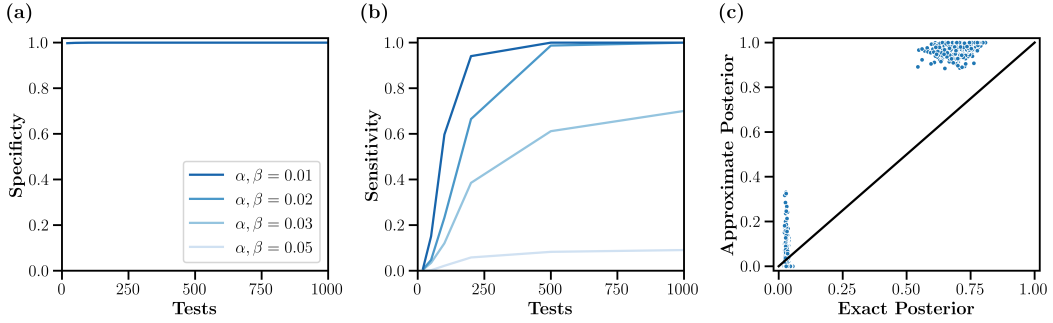 (a)
Specificty
1.0
0.8
0.6
0.4
0.2
0.0
0
250
500
750
1000
Tests
α, β = 0.01
α, β = 0.02
α, β = 0.03
α, β = 0.05
(b)
Sensitivity
1.0
0.8
0.6
0.4
0.2
0.0
0
250
500
750
1000
Tests
(c)
Approximate Posterior
1.0
0.8
0.6
0.4
0.2
0.0
0.00
0.25
0.50
0.75
1.00
Exact Posterior